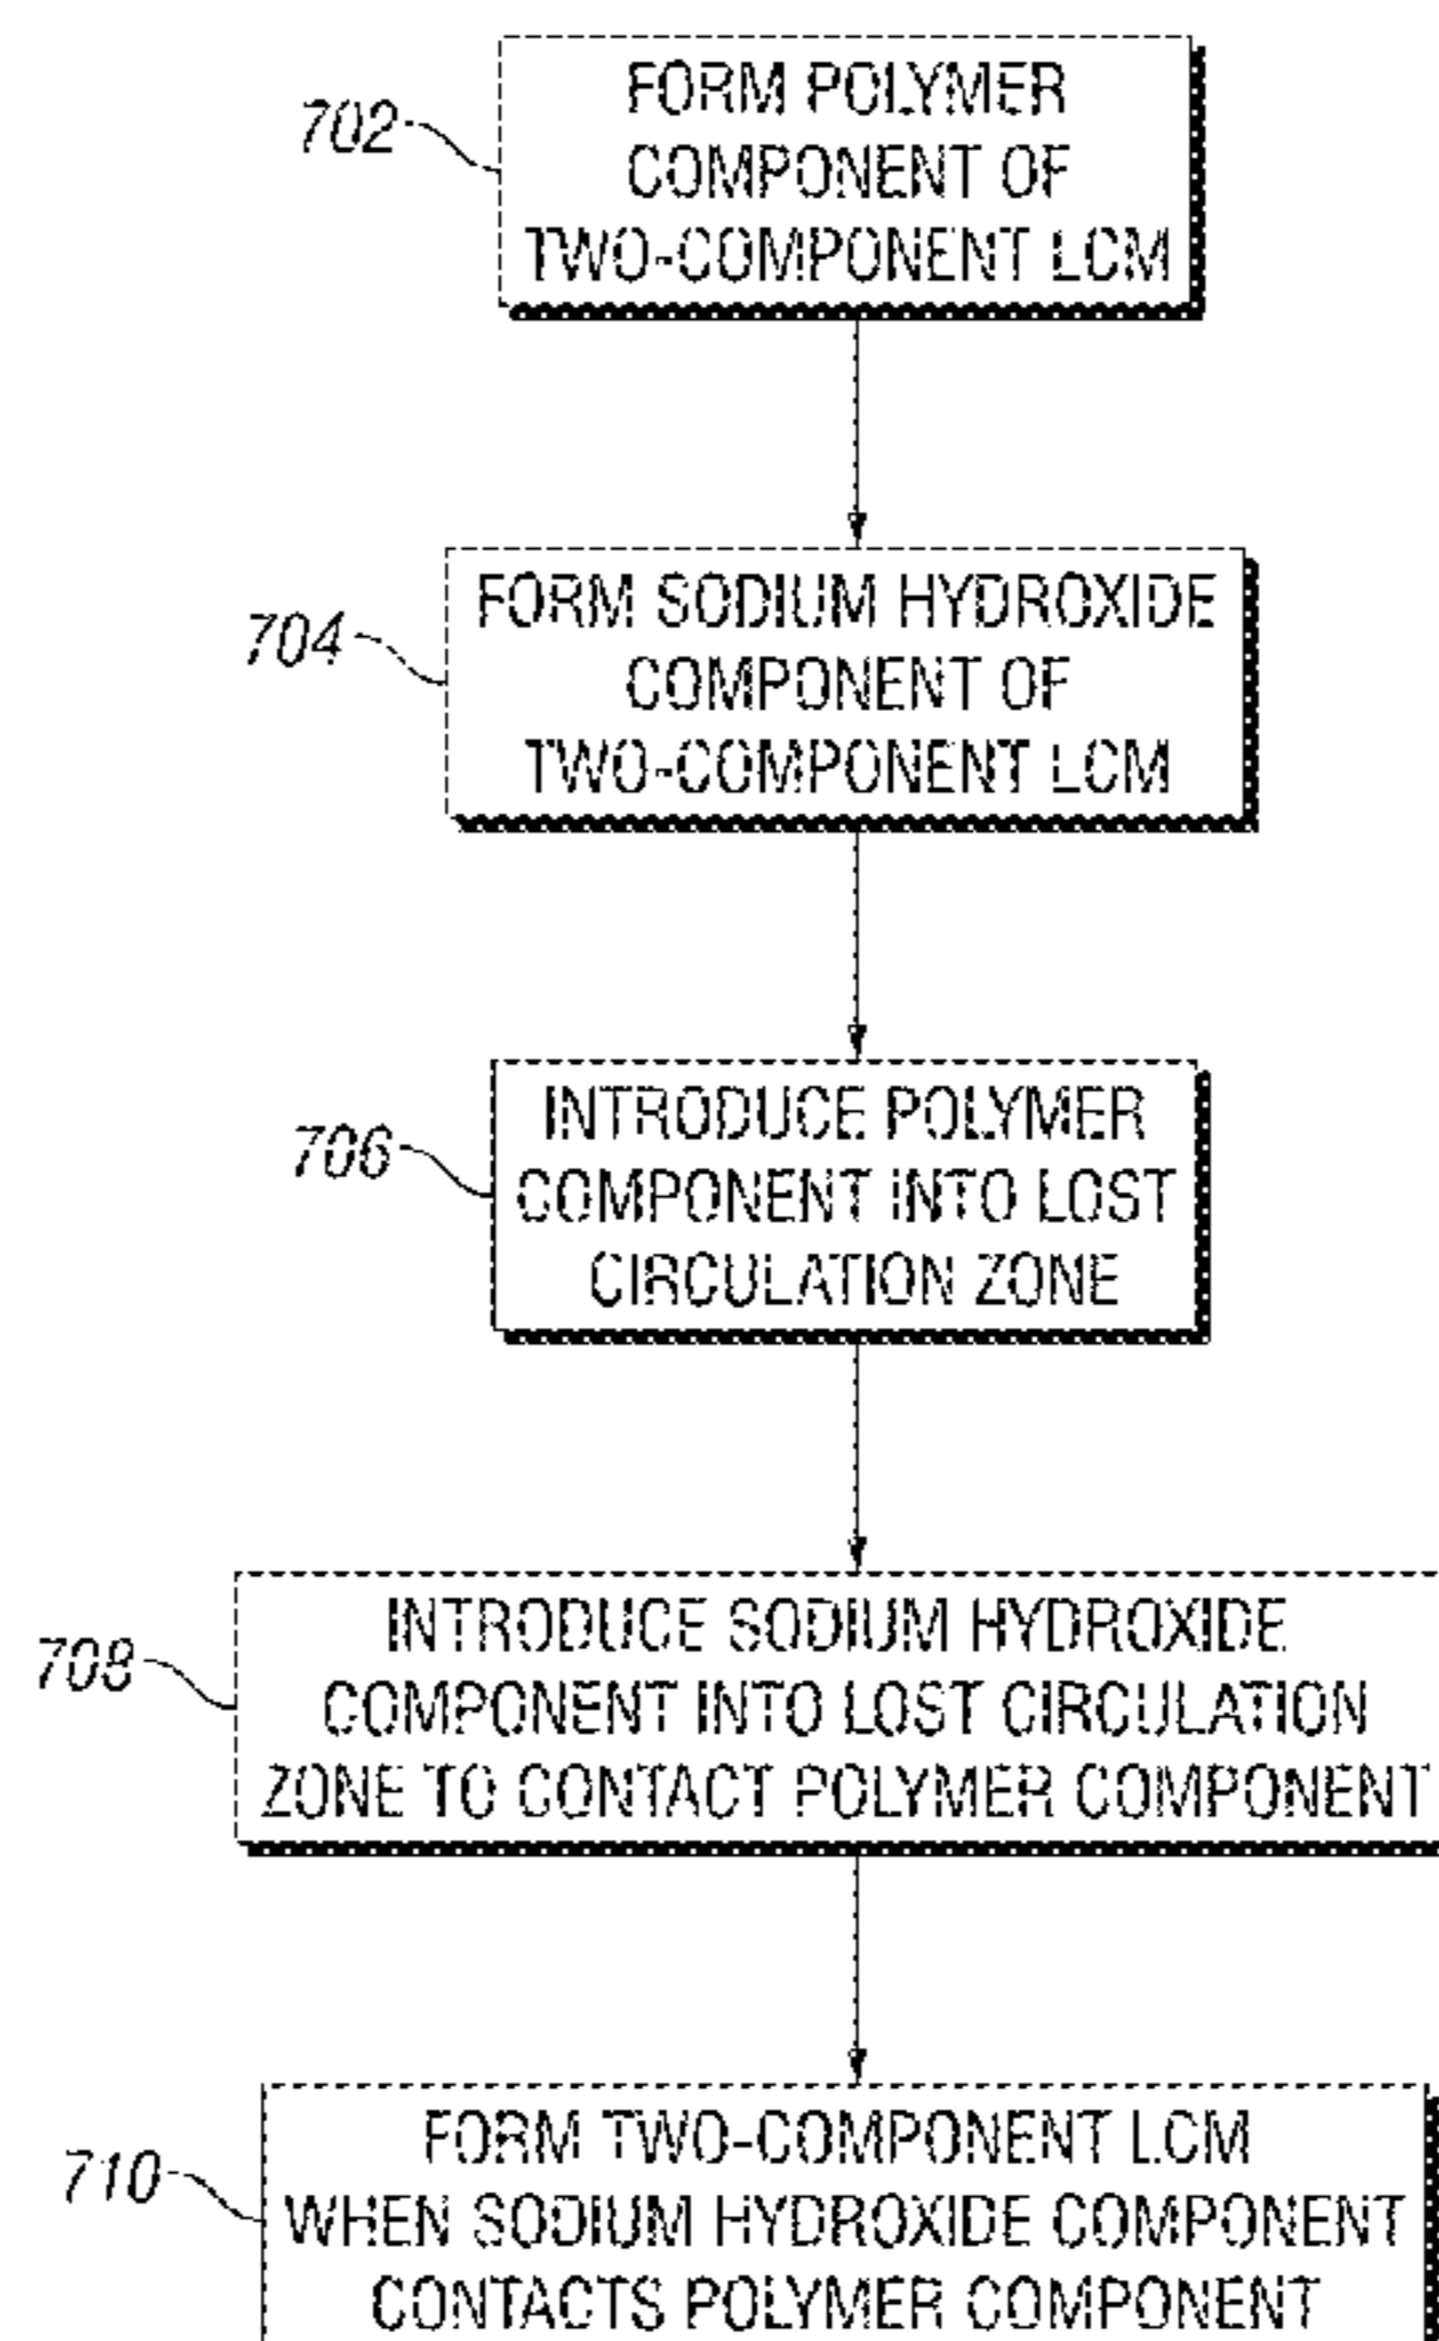 702
FORM POLYMER
COMPONENT OF
TWO-COMPONENT LCM
704
FORM SODIUM HYDROXIDE
COMPONENT OF
TWO-COMPONENT LCM
706
INTRODUCE POLYMER
COMPONENT INTO LOST
CIRCULATION ZONE
708
INTRODUCE SODIUM HYDROXIDE
COMPONENT INTO LOST CIRCULATION
ZONE TO CONTACT POLYMER COMPONENT
710
FORM TWO-COMPONENT LCM
WHEN SODIUM HYDROXIDE COMPONENT
CONTACTS POLYMER COMPONENT